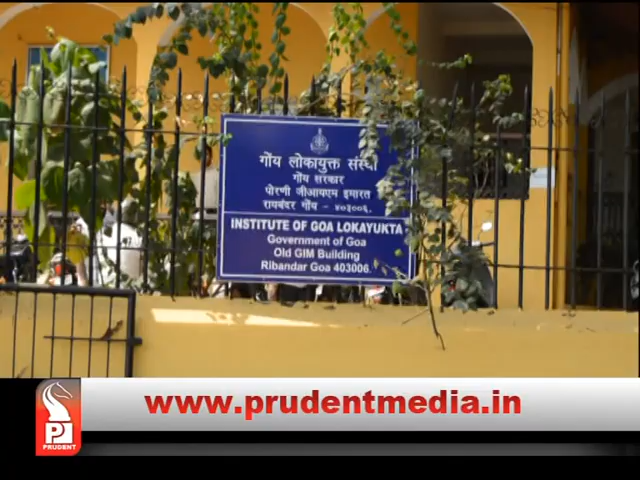 गोंय लोकायुक्त संस्था
गोंय सरकार
पोरणी जीआयएम इमारत
रायबंदर गोंय - ४०३००६.
INSTITUTE OF GOA LOKAYUKTA
Government of Goa
Old GIM Building
Ribandar Goa 403006.
www.prudentmedia.in
PRUDENT